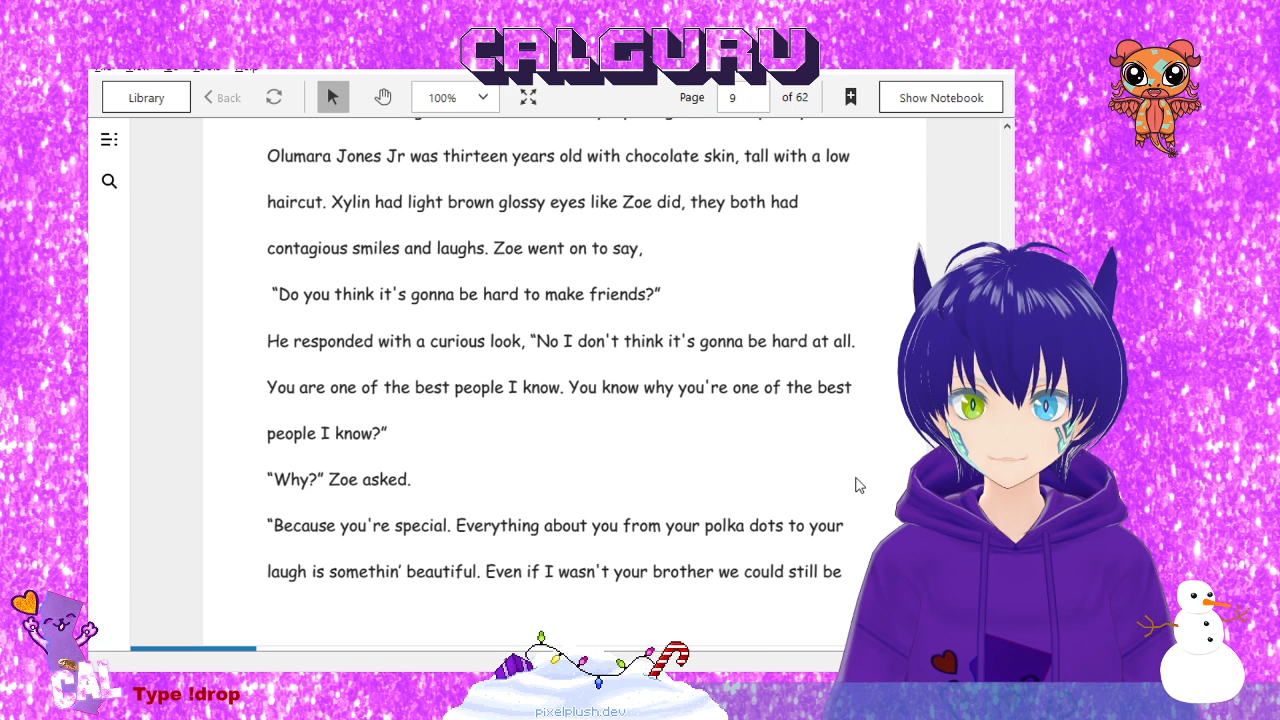 CALGURU
Library
Back
100%
Page
9
of 62
Show Notebook
Olumara Jones Jr was thirteen years old with chocolate skin, tall with a low
haircut. Xylin had light brown glossy eyes like Zoe did, they both had
contagious smiles and laughs. Zoe went on to say,
“Do you think it's gonna be hard to make friends?”
He responded with a curious look, “No I don't think it's gonna be hard at all.
You are one of the best people I know. You know why you're one of the best
people I know?”
“Why?” Zoe asked.
“Because you're special. Everything about you from your polka dots to your
laugh is somethin’ beautiful. Even if I wasn't your brother we could still be
CAL
Type !drop
pixelplush.dev